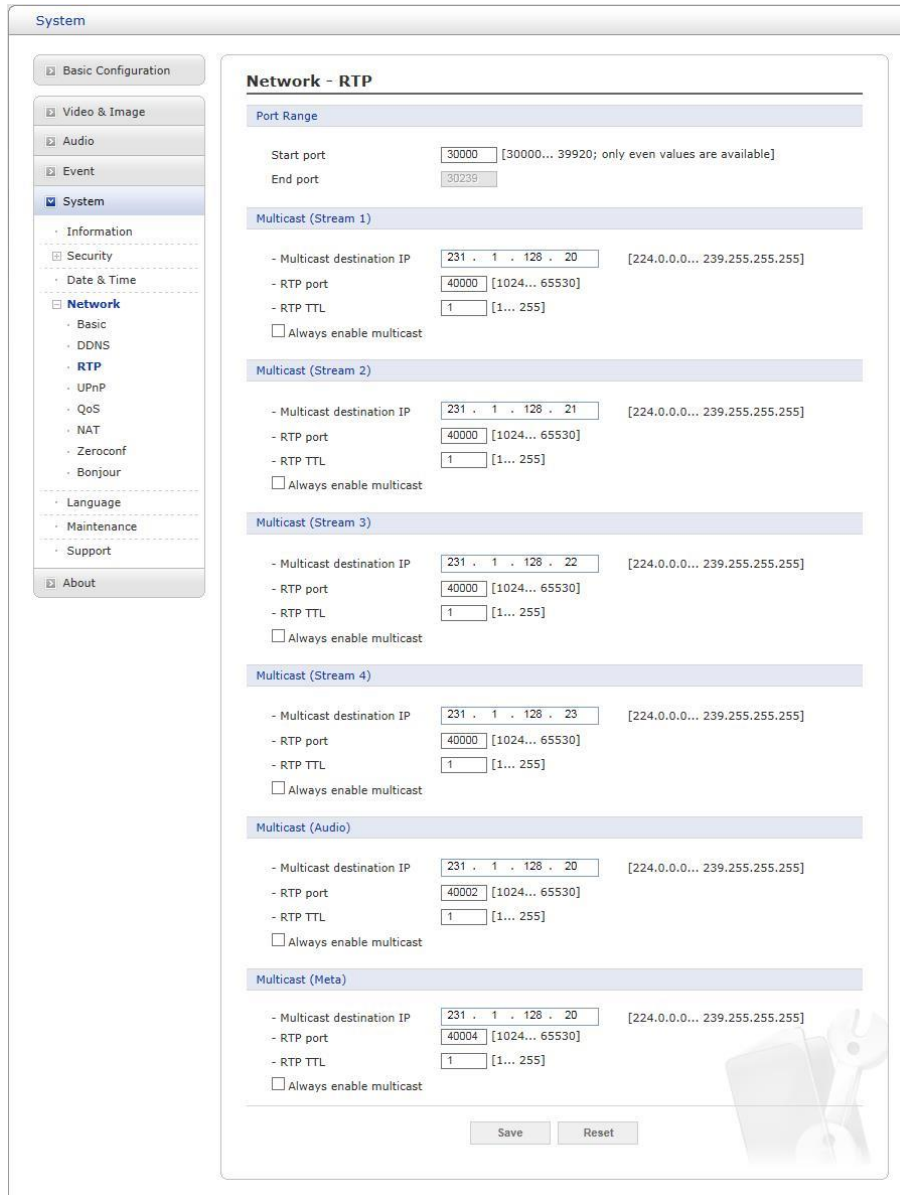 System
Basic Configuration
Video & Image
Audio
Event
System
Information
Security
Date & Time
Network
Basic
DDNS
RTP
UPnP
QoS
NAT
Zeroconf
Bonjour
Language
Maintenance
Support
About
Network - RTP
Port Range
Start port 30000 [30000... 39920; only even values are available]
End port 30239
Multicast (Stream 1)
- Multicast destination IP 231 . 1 . 128 . 20 [224.0.0.0... 239.255.255.255]
- RTP port 40000 [1024... 65530]
- RTP TTL 1 [1... 255]
Always enable multicast
Multicast (Stream 2)
- Multicast destination IP 231 . 1 . 128 . 21 [224.0.0.0... 239.255.255.255]
- RTP port 40000 [1024... 65530]
- RTP TTL 1 [1... 255]
Always enable multicast
Multicast (Stream 3)
- Multicast destination IP 231 . 1 . 128 . 22 [224.0.0.0... 239.255.255.255]
- RTP port 40000 [1024... 65530]
- RTP TTL 1 [1... 255]
Always enable multicast
Multicast (Stream 4)
- Multicast destination IP 231 . 1 . 128 . 23 [224.0.0.0... 239.255.255.255]
- RTP port 40000 [1024... 65530]
- RTP TTL 1 [1... 255]
Always enable multicast
Multicast (Audio)
- Multicast destination IP 231 . 1 . 128 . 20 [224.0.0.0... 239.255.255.255]
- RTP port 40002 [1024... 65530]
- RTP TTL 1 [1... 255]
Always enable multicast
Multicast (Meta)
- Multicast destination IP 231 . 1 . 128 . 20 [224.0.0.0... 239.255.255.255]
- RTP port 40004 [1024... 65530]
- RTP TTL 1 [1... 255]
Always enable multicast
Save Reset